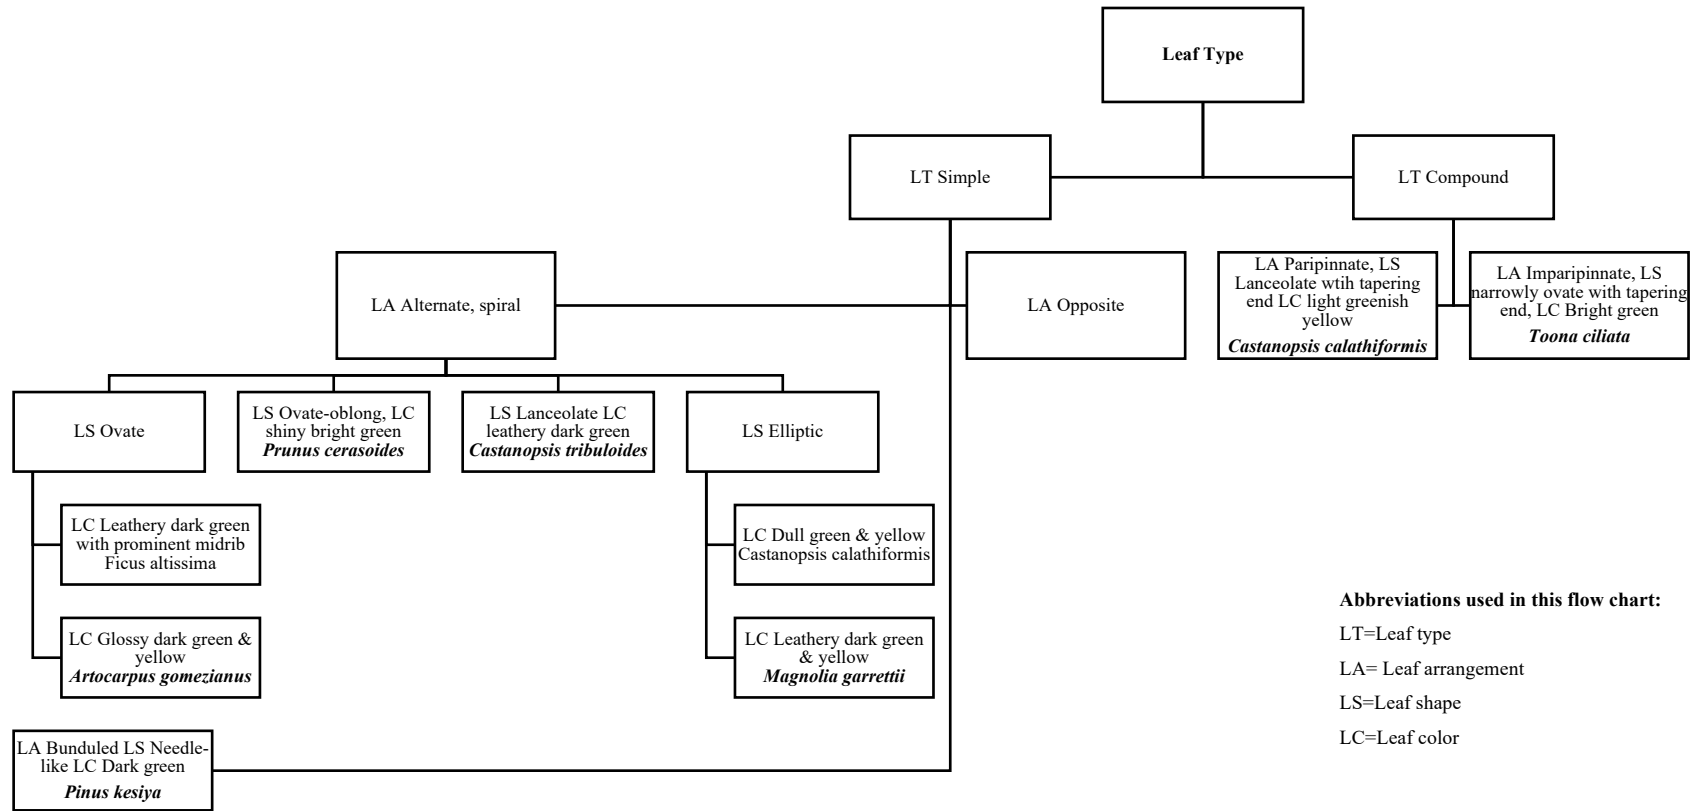 Leaf Type
LT Simple
LT Compound
LA Alternate, spiral
LA Opposite
LA Paripinnate, LS
Lanceolate wtih tapering
end LC light greenish
yellow
Castanopsis calathiformis
LA Imparipinnate, LS
narrowly ovate with tapering
end, LC Bright green
Toona ciliata
LS Ovate
LS Ovate-oblong, LC
shiny bright green
Prunus cerasoides
LS Lanceolate LC
leathery dark green
Castanopsis tribuloides
LS Elliptic
LC Leathery dark green
with prominent midrib
Ficus altissima
LC Dull green & yellow
Castanopsis calathiformis
LC Glossy dark green &
yellow
Artocarpus gomezianus
LC Leathery dark green
& yellow
Magnolia garrettii
LA Bunduled LS Needle-
like LC Dark green
Pinus kesiya
Abbreviations used in this flow chart:
LT=Leaf type
LA= Leaf arrangement
LS=Leaf shape
LC=Leaf color